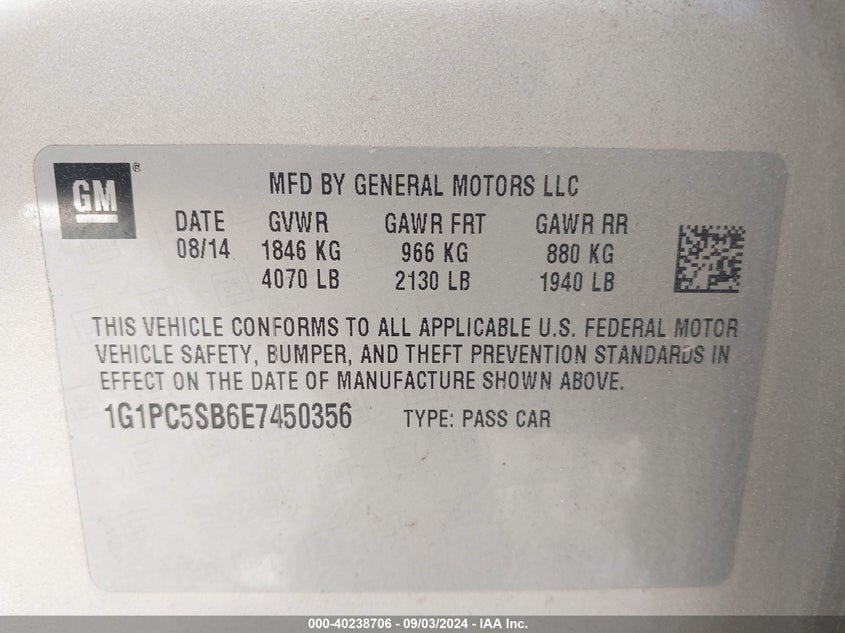 GM®
MFD BY GENERAL MOTORS LLC
DATE GVWR GAWR FRT GAWR RR
08/14 1846 KG 966 KG 880 KG
4070 LB 2130 LB 1940 LB
THIS VEHICLE CONFORMS TO ALL APPLICABLE U.S. FEDERAL MOTOR
VEHICLE SAFETY, BUMPER, AND THEFT PREVENTION STANDARDS IN
EFFECT ON THE DATE OF MANUFACTURE SHOWN ABOVE.
1G1PC5SB6E7450356 TYPE: PASS CAR
000-40238706 - 09/03/2024 - IAA Inc.